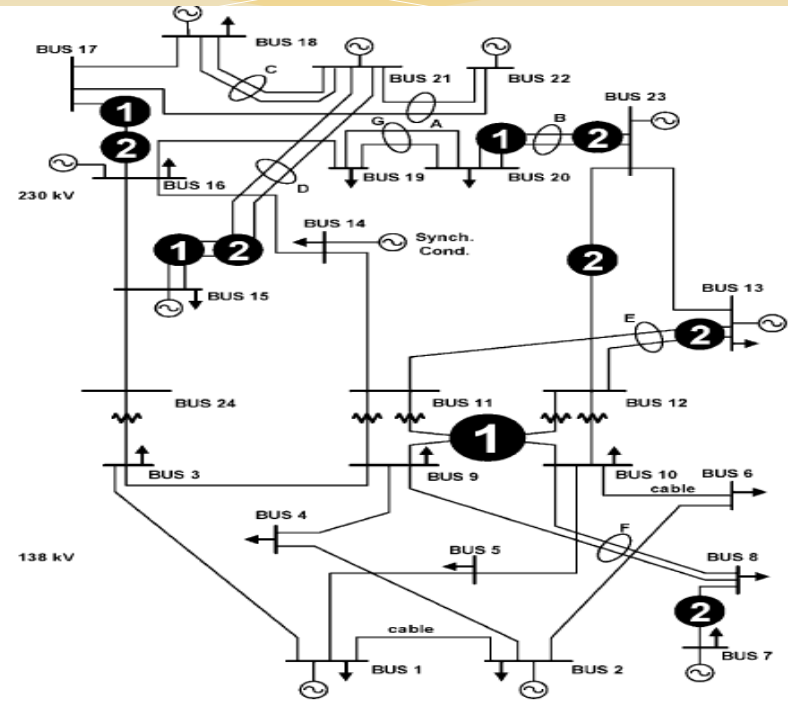 BUS 18
BUS 17
C
BUS 21
BUS 22
BUS 23
1
G
A
1
B
2
2
D
BUS 19
BUS 20
BUS 16
230 kV
BUS 14
Synch.
Cond.
1
2
2
BUS 15
BUS 13
E
2
BUS 24
BUS 11
BUS 12
1
BUS 3
BUS 9
BUS 10
BUS 6
cable
BUS 4
F
BUS 5
BUS 8
138 kV
2
cable
BUS 1
BUS 2
BUS 7